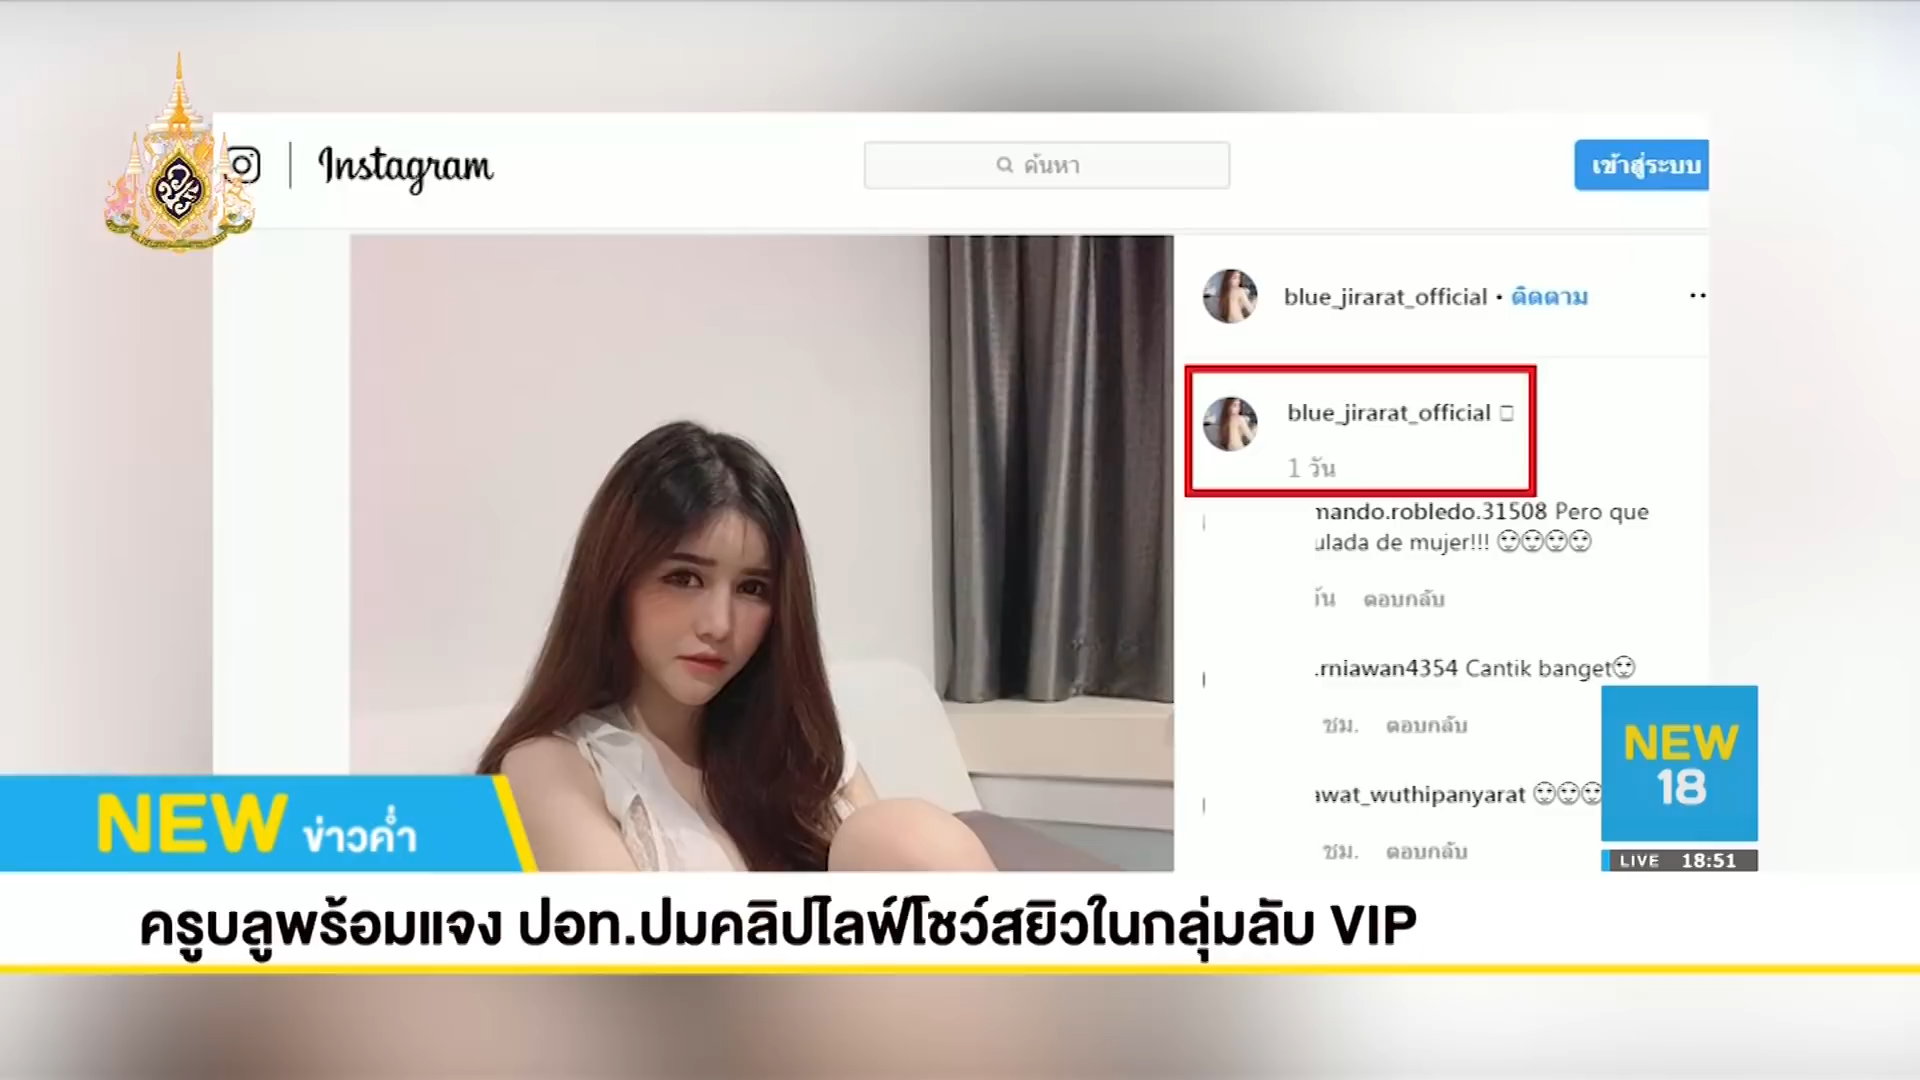 Instagram
ค้นหา
เข้าสู่ระบบ
blue_jirarat_official • ติดตาม
blue_jirarat_official
1 วัน
mando.robledo.31508 Pero que
ulada de mujer!!!
ตอบกลับ
.rniawan4354 Cantik banget
ชม. ตอบกลับ
awat_wuthipanyarat
ชม. ตอบกลับ
NEW
18
LIVE 18:51
NEW ข่าวค่ำ
ครูบลูพร้อมแจง ปอท.ปมคลิปไลฟ์โชว์สยิวในกลุ่มลับ VIP